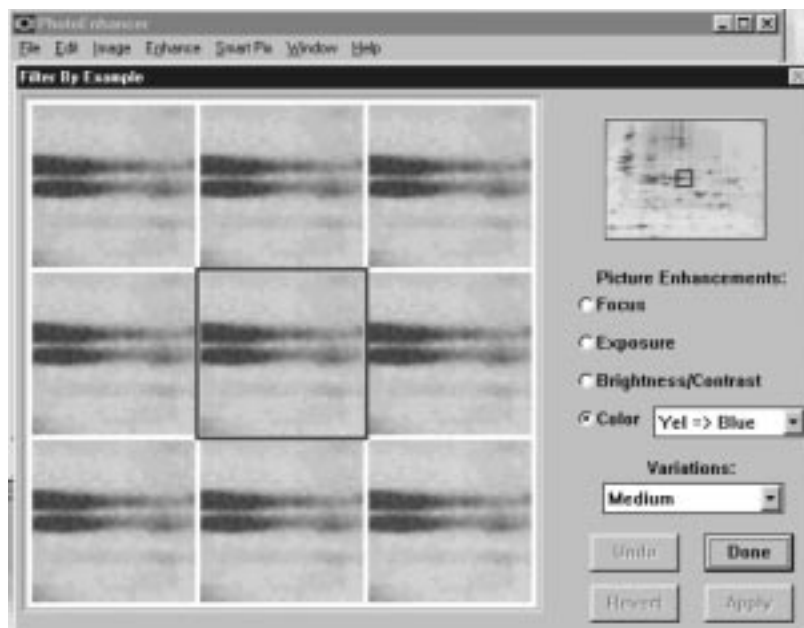 PhotoEnhancer
File Edit Image Enhance Smart Pix Window Help
Filter By Example
Picture Enhancements:
Focus
Exposure
Brightness/Contrast
Color Yel => Blue
Variations:
Medium
Undo Done
Revert Apply